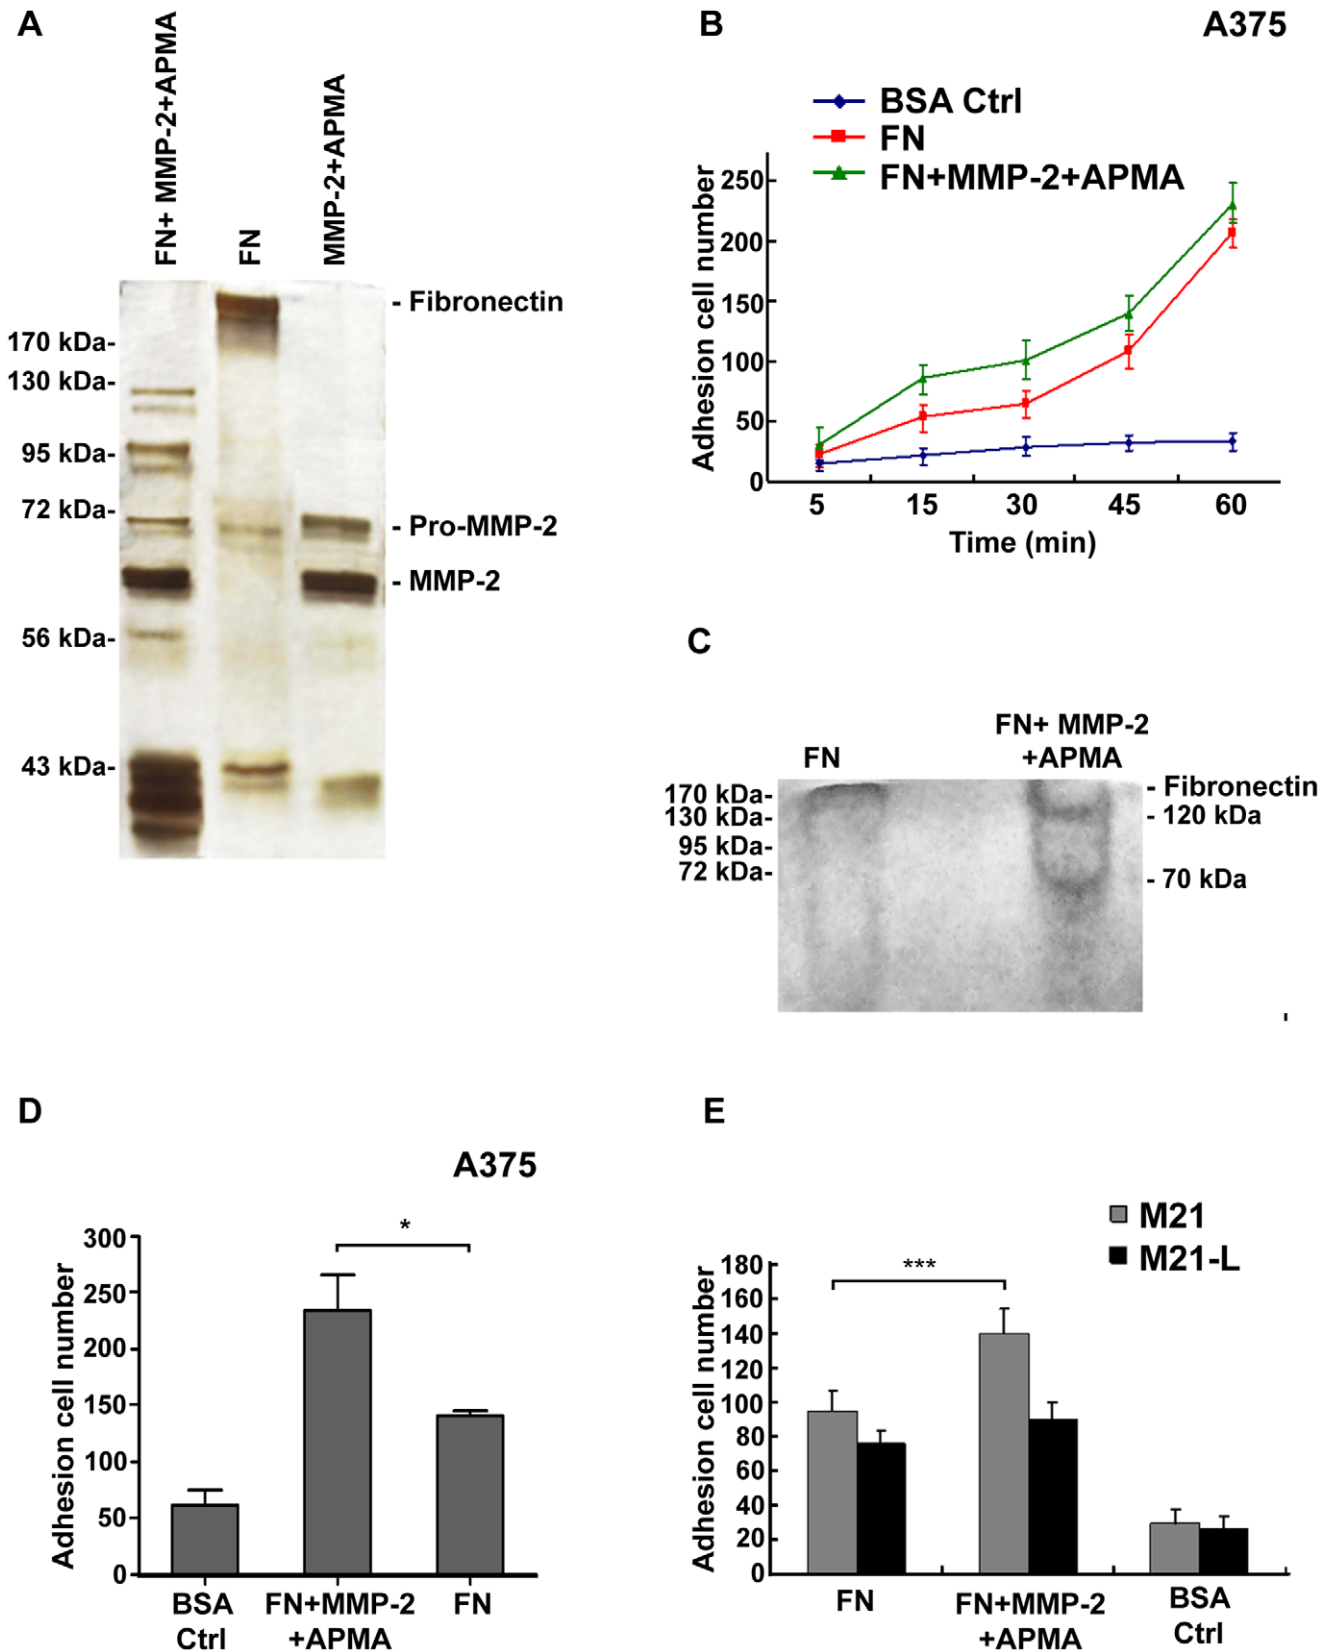 A
FN+ MMP-2+APMA
FN
MMP-2+APMA
- Fibronectin
170 kDa-
130 kDa-
95 kDa-
72 kDa-
- Pro-MMP-2
- MMP-2
56 kDa-
43 kDa-
B
A375
BSA Ctrl
FN
FN+MMP-2+APMA
Adhesion cell number
250
200
150
100
50
0
5 15 30 45 60
Time (min)
C
FN
FN+ MMP-2
+APMA
170 kDa-
130 kDa-
95 kDa-
72 kDa-
- Fibronectin
- 120 kDa
- 70 kDa
D
A375
*
Adhesion cell number
300
250
200
150
100
50
0
BSA
Ctrl
FN+MMP-2
+APMA
FN
E
M21
M21-L
***
Adhesion cell number
180
160
140
120
100
80
60
40
20
0
FN
FN+MMP-2
+APMA
BSA
Ctrl